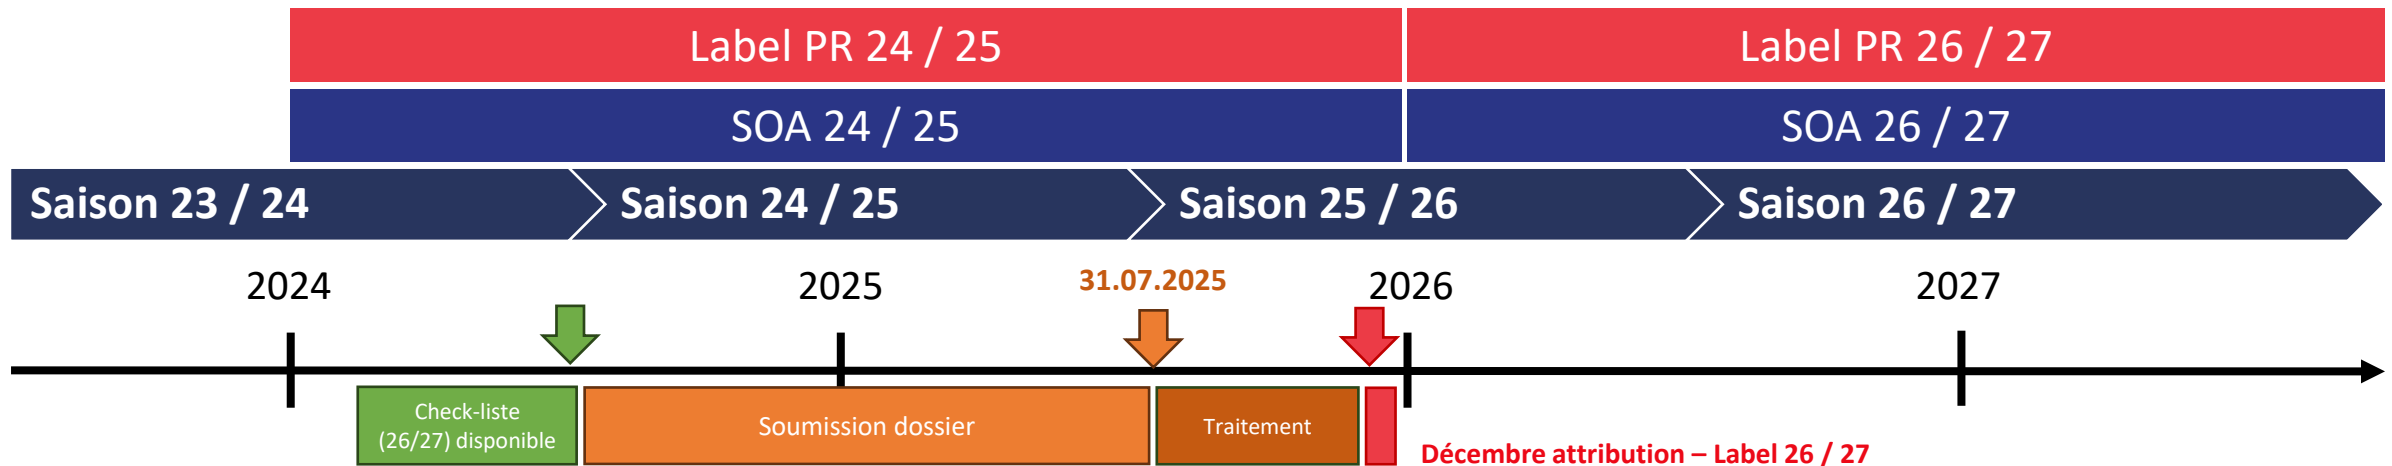 Label PR 24 / 25
Label PR 26 / 27
SOA 24 / 25
SOA 26 / 27
Saison 23 / 24
Saison 24 / 25
Saison 25 / 26
Saison 26 / 27
2024
2025
31.07.2025
2026
2027
Check-liste
(26/27) disponible
Soumission dossier
Traitement
Décembre attribution – Label 26 / 27